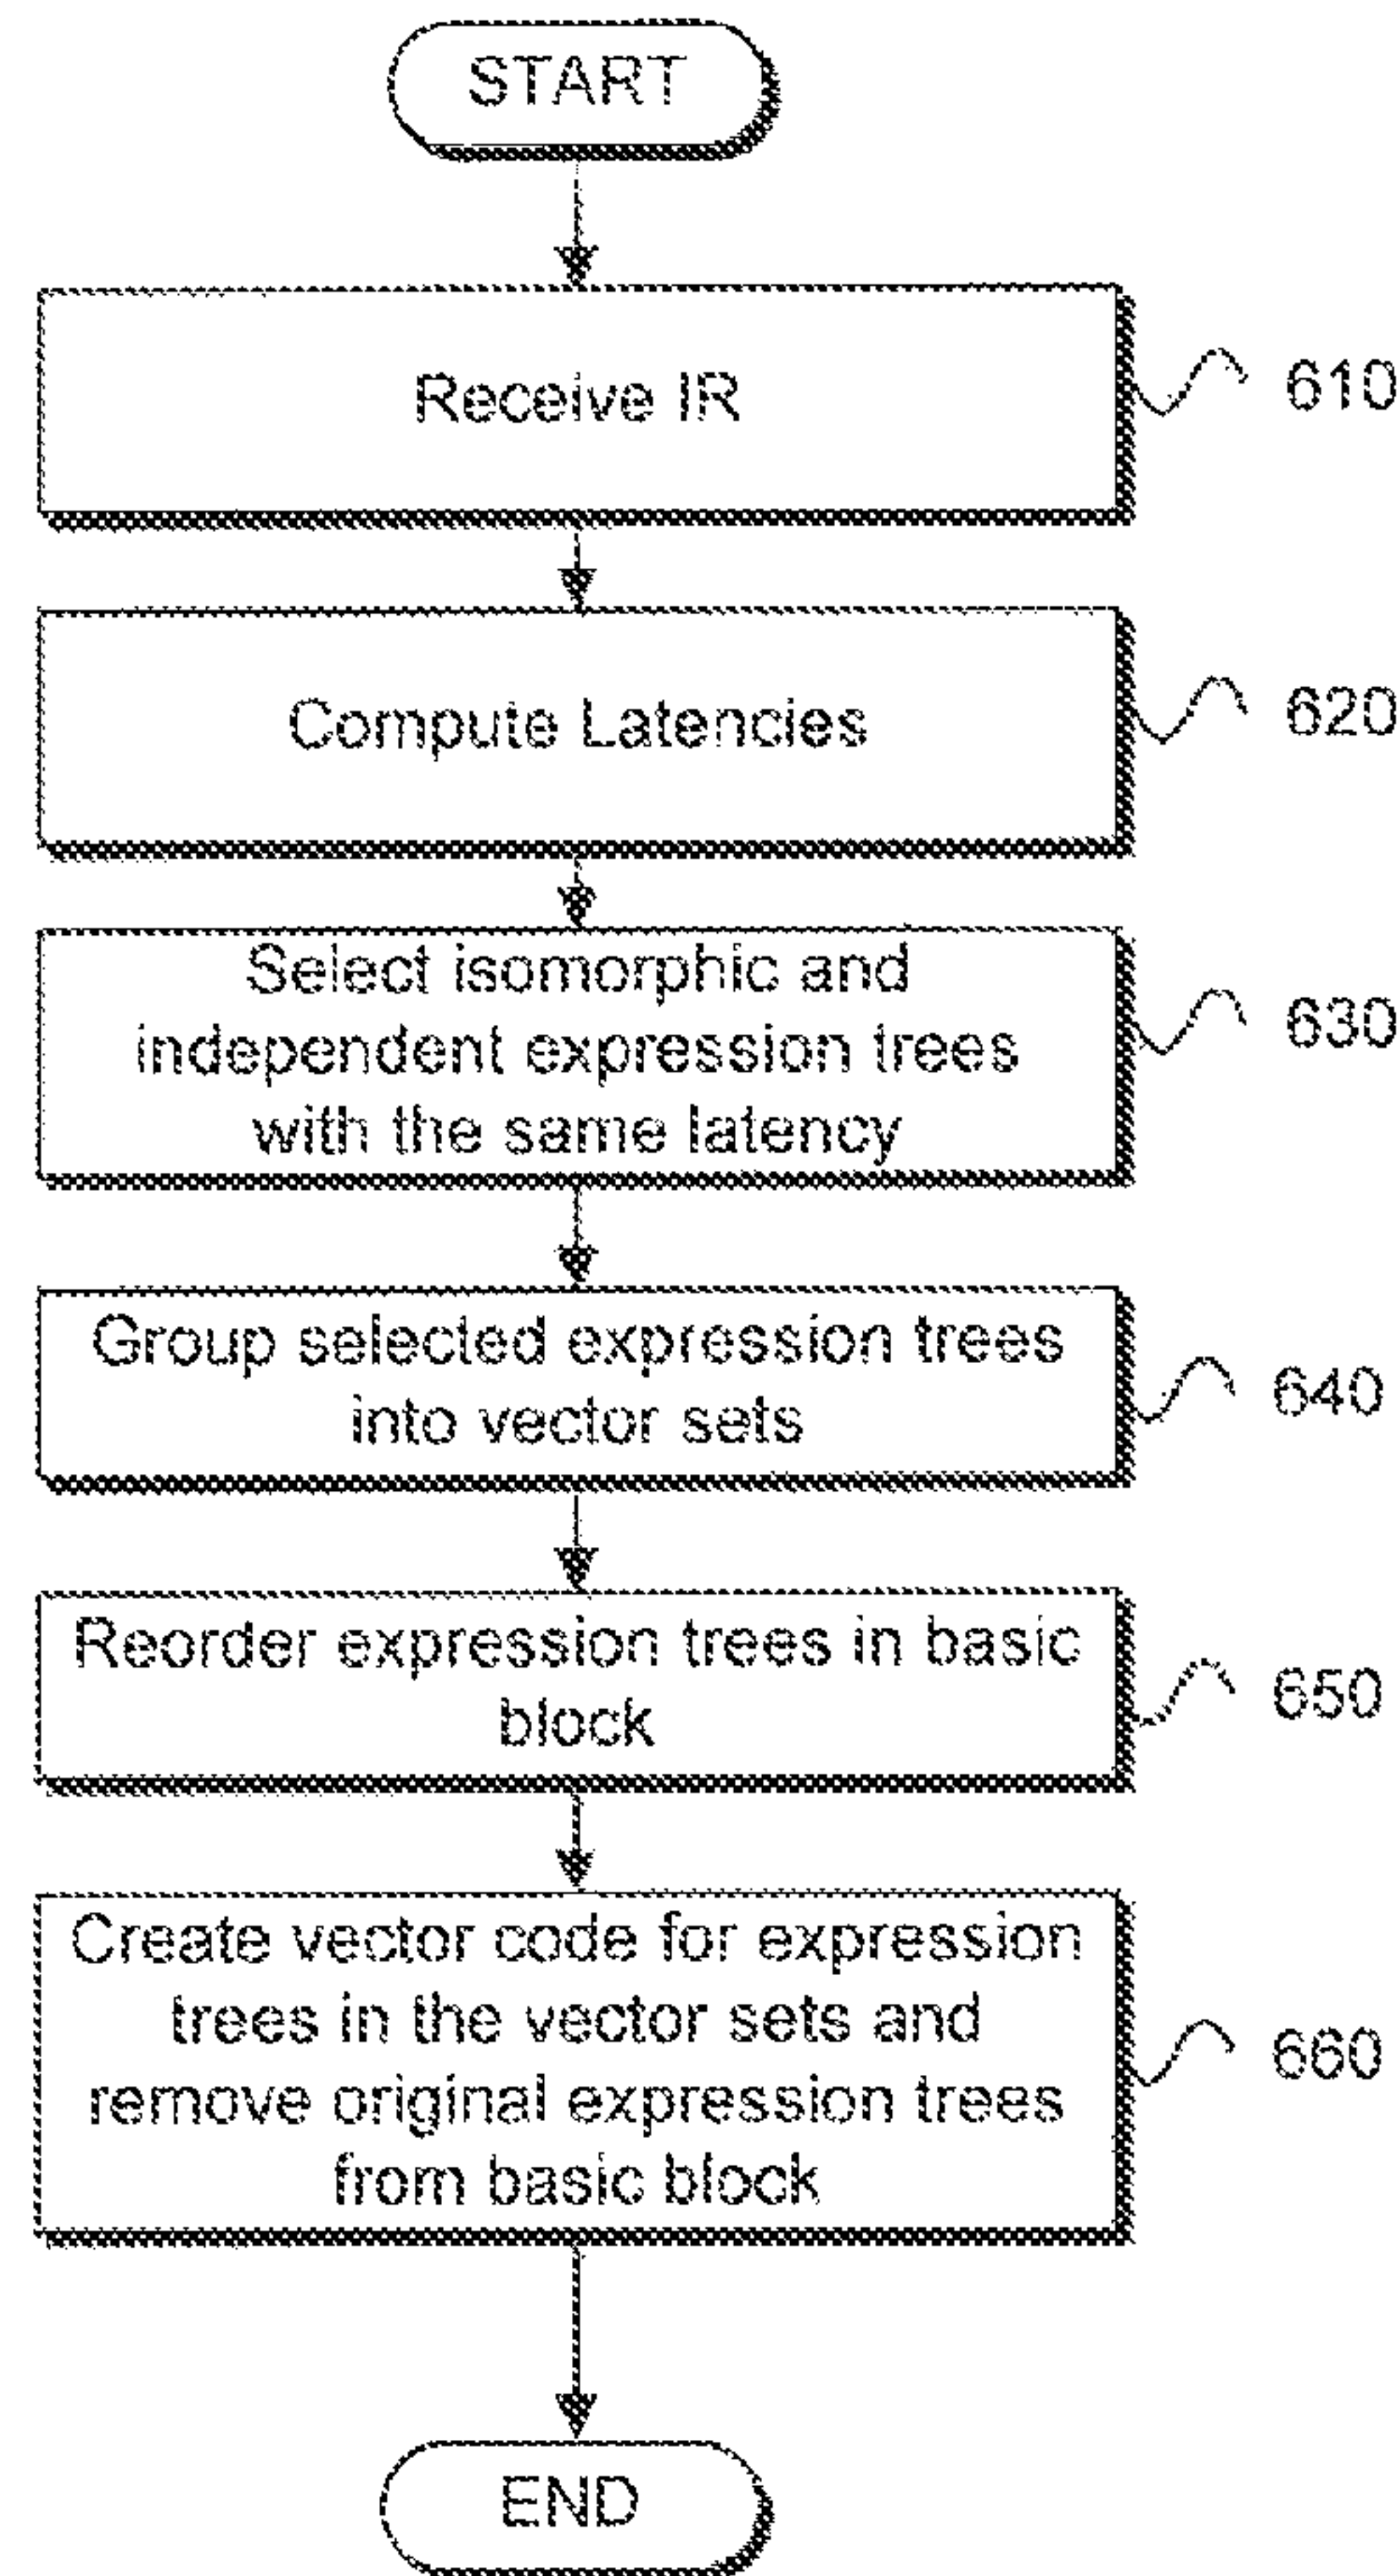 START
Receive IR
610
Compute Latencies
620
Select isomorphic and
independent expression trees
with the same latency
630
Group selected expression trees
into vector sets
640
Reorder expression trees in basic
block
650
Create vector code for expression
trees in the vector sets and
remove original expression trees
from basic block
660
END